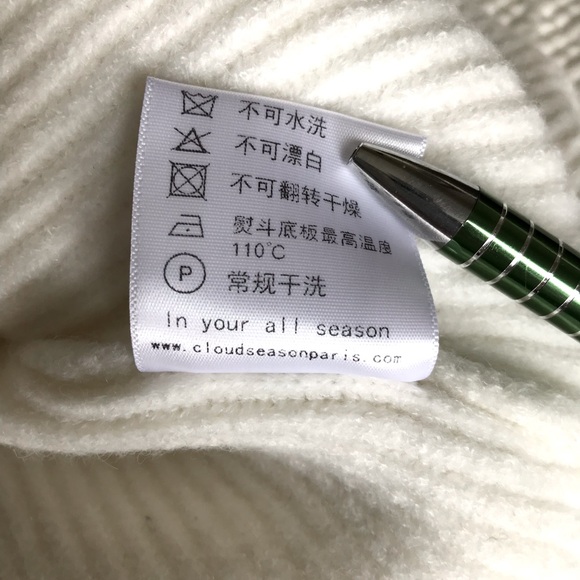 不可水洗
不可漂白
不可翻转干燥
熨斗底板最高温度
110℃
P
常规干洗
In your all season
www.cloudseasonparis.com